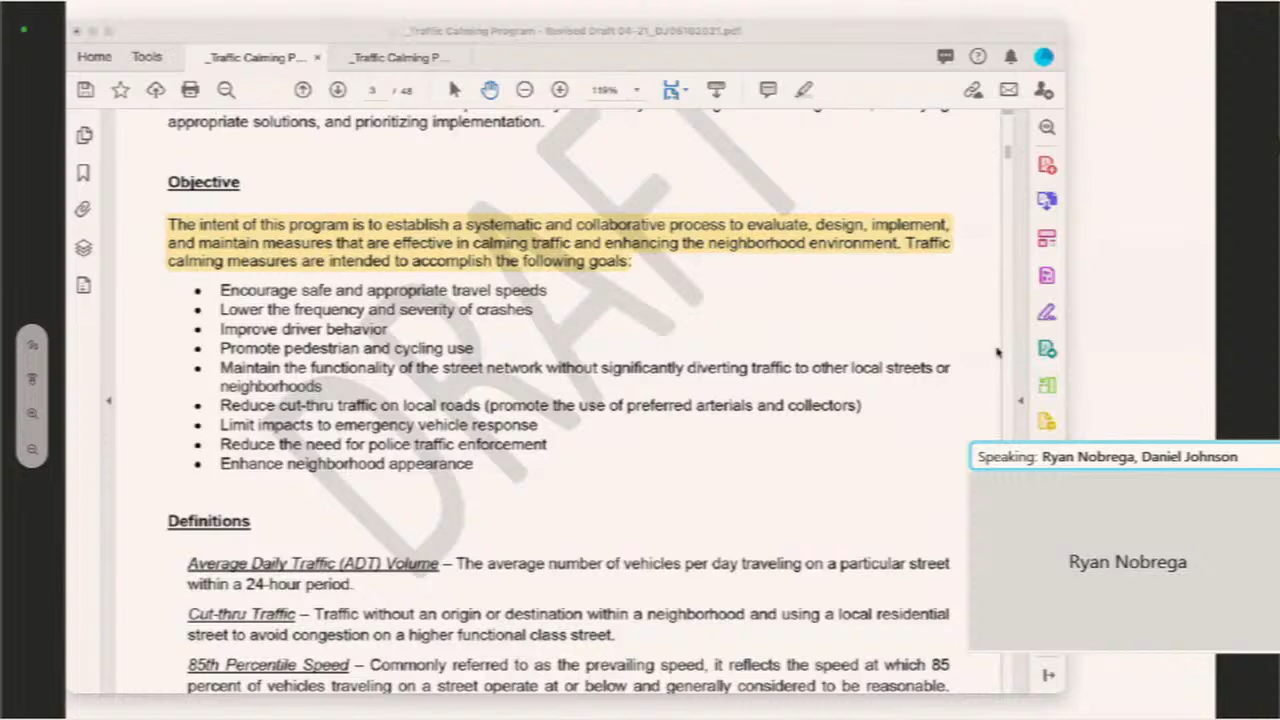 _Traffic Calming Program - Revised Draft 04-21_DJ05102021.pdf
Home Tools _Traffic Calming P... × _Traffic Calming P...
3 / 48 119%
appropriate solutions, and prioritizing implementation.
Objective
The intent of this program is to establish a systematic and collaborative process to evaluate, design, implement,
and maintain measures that are effective in calming traffic and enhancing the neighborhood environment. Traffic
calming measures are intended to accomplish the following goals:
• Encourage safe and appropriate travel speeds
• Lower the frequency and severity of crashes
• Improve driver behavior
• Promote pedestrian and cycling use
• Maintain the functionality of the street network without significantly diverting traffic to other local streets or
neighborhoods
• Reduce cut-thru traffic on local roads (promote the use of preferred arterials and collectors)
• Limit impacts to emergency vehicle response
• Reduce the need for police traffic enforcement
• Enhance neighborhood appearance
DRAFT
Definitions
Average Daily Traffic (ADT) Volume – The average number of vehicles per day traveling on a particular street
within a 24-hour period.
Cut-thru Traffic – Traffic without an origin or destination within a neighborhood and using a local residential
street to avoid congestion on a higher functional class street.
85th Percentile Speed – Commonly referred to as the prevailing speed, it reflects the speed at which 85
percent of vehicles traveling on a street operate at or below and generally considered to be reasonable.
Speaking: Ryan Nobrega, Daniel Johnson
Ryan Nobrega